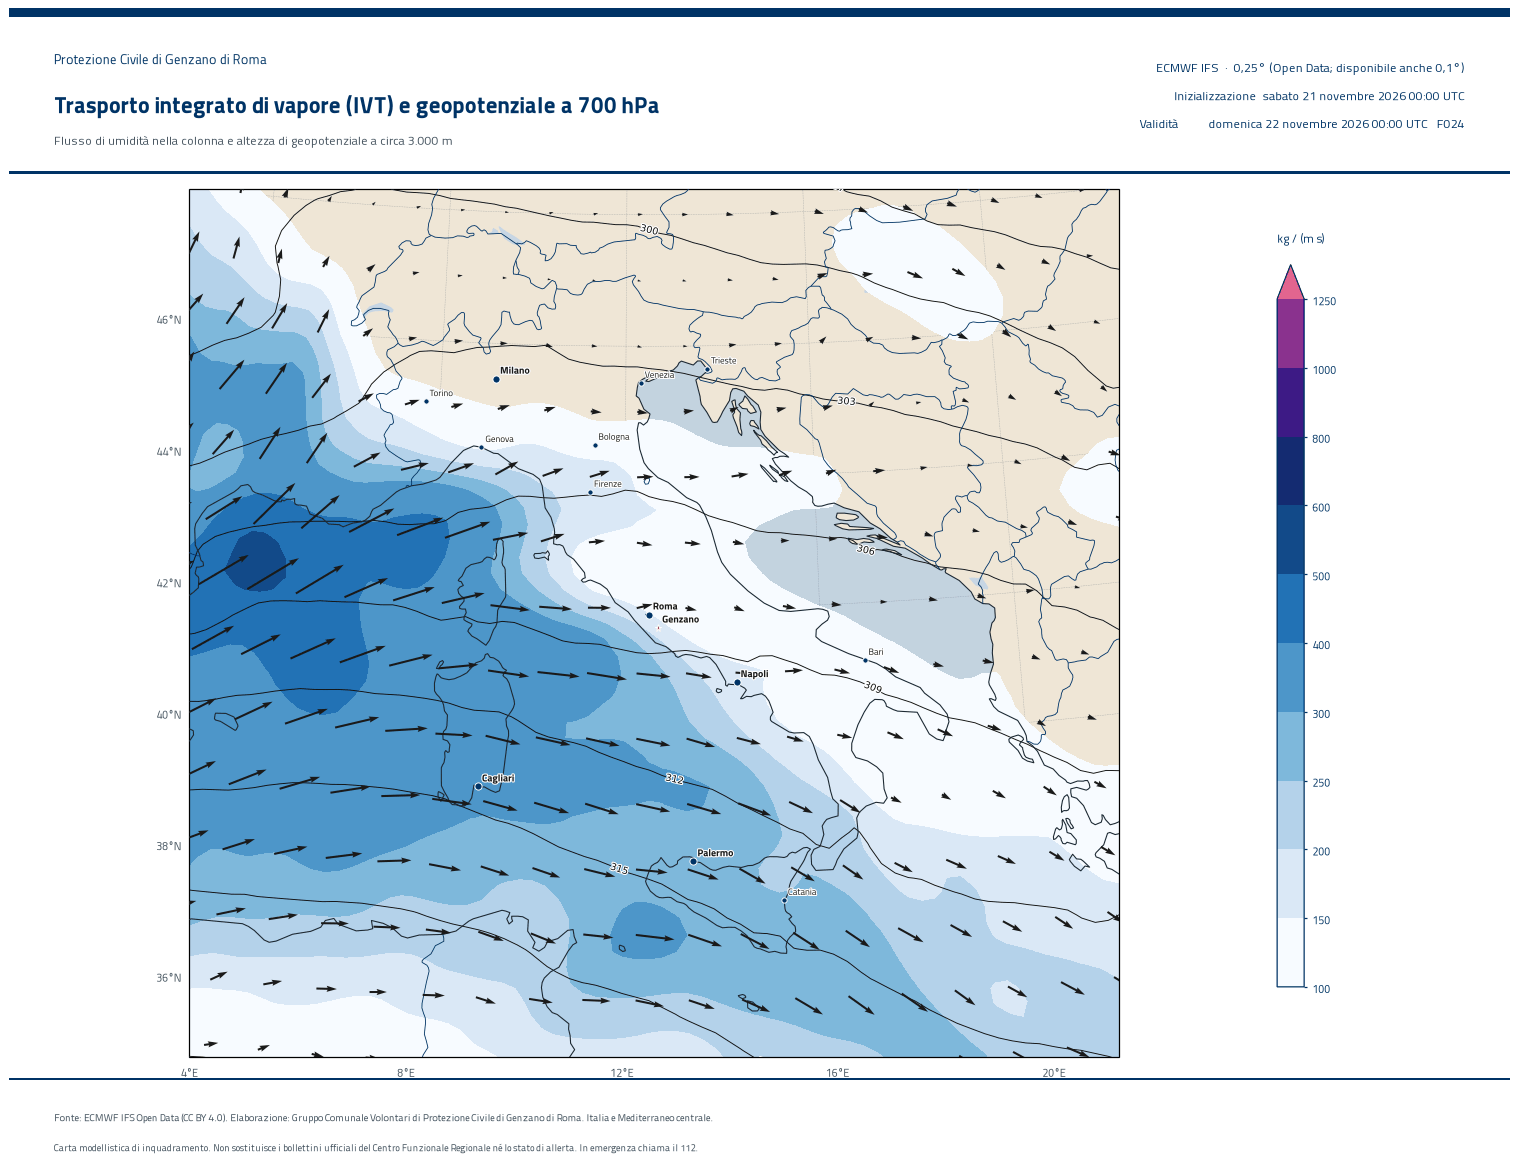 Protezione Civile di Genzano di Roma
Trasporto integrato di vapore (IVT) e geopotenziale a 700 hPa
Flusso di umidità nella colonna e altezza di geopotenziale a circa 3.000 m
ECMWF IFS · 0,25° (Open Data; disponibile anche 0,1°)
Inizializzazione sabato 21 novembre 2026 00:00 UTC
Validità domenica 22 novembre 2026 00:00 UTC F024
kg / (m s)
1250
1000
800
600
500
400
300
250
200
150
100
46°N
44°N
42°N
40°N
38°N
36°N
4°E
8°E
12°E
16°E
20°E
300
303
306
309
312
315
Trieste
Venezia
Milano
Torino
Genova
Bologna
Firenze
Roma
Genzano
Bari
Napoli
Cagliari
Palermo
Catania
Fonte: ECMWF IFS Open Data (CC BY 4.0). Elaborazione: Gruppo Comunale Volontari di Protezione Civile di Genzano di Roma. Italia e Mediterraneo centrale.
Carta modellistica di inquadramento. Non sostituisce i bollettini ufficiali del Centro Funzionale Regionale né lo stato di allerta. In emergenza chiama il 112.